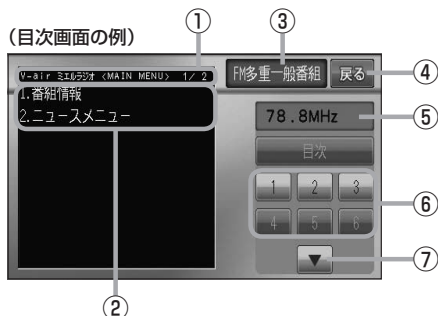 (目次画面の例)
① ③
V-air ミエルラジオ <MAIN MENU> 1/ 2
FM多重一般番組 戻る ④
1.番組情報
2.ニュースメニュー
78.8MHz ⑤
目次
1 2 3
⑥
4 5 6
▼ ⑦
②